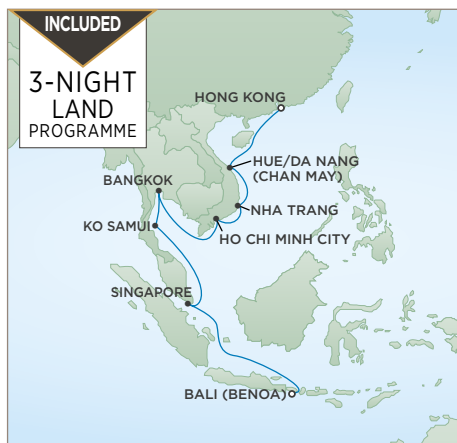 INCLUDED
3-NIGHT
LAND
PROGRAMME
HONG KONG
HUE/DA NANG
(CHAN MAY)
BANGKOK
NHA TRANG
KO SAMUI
HO CHI MINH CITY
SINGAPORE
BALI (BENOA)